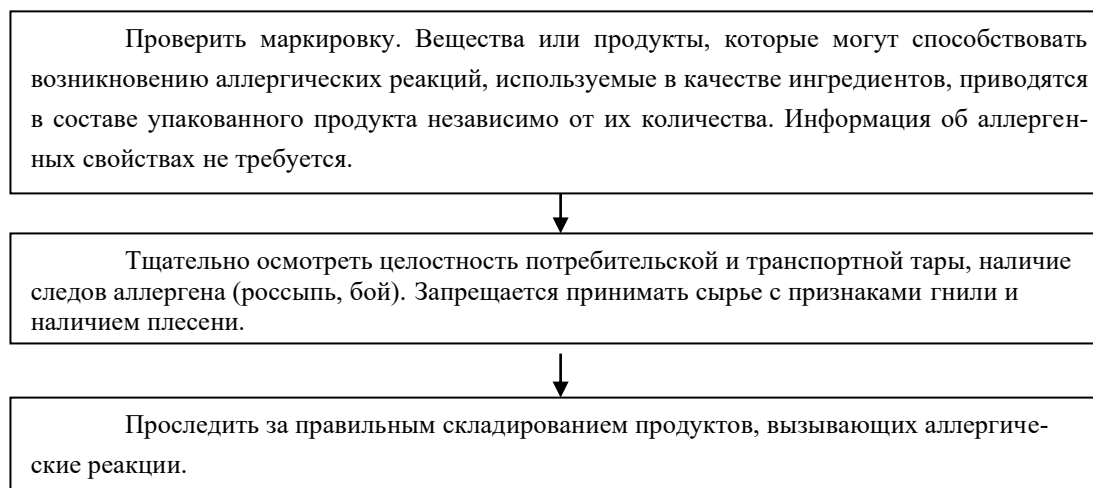 Проверить маркировку. Вещества или продукты, которые могут способствовать
возникновению аллергических реакций, используемые в качестве ингредиентов, приводятся
в составе упакованного продукта независимо от их количества. Информация об аллерген-
ных свойствах не требуется.
Тщательно осмотреть целостность потребительской и транспортной тары, наличие
следов аллергена (россыпь, бой). Запрещается принимать сырье с признаками гнили и
наличием плесени.
Проследить за правильным складированием продуктов, вызывающих аллергиче-
ские реакции.